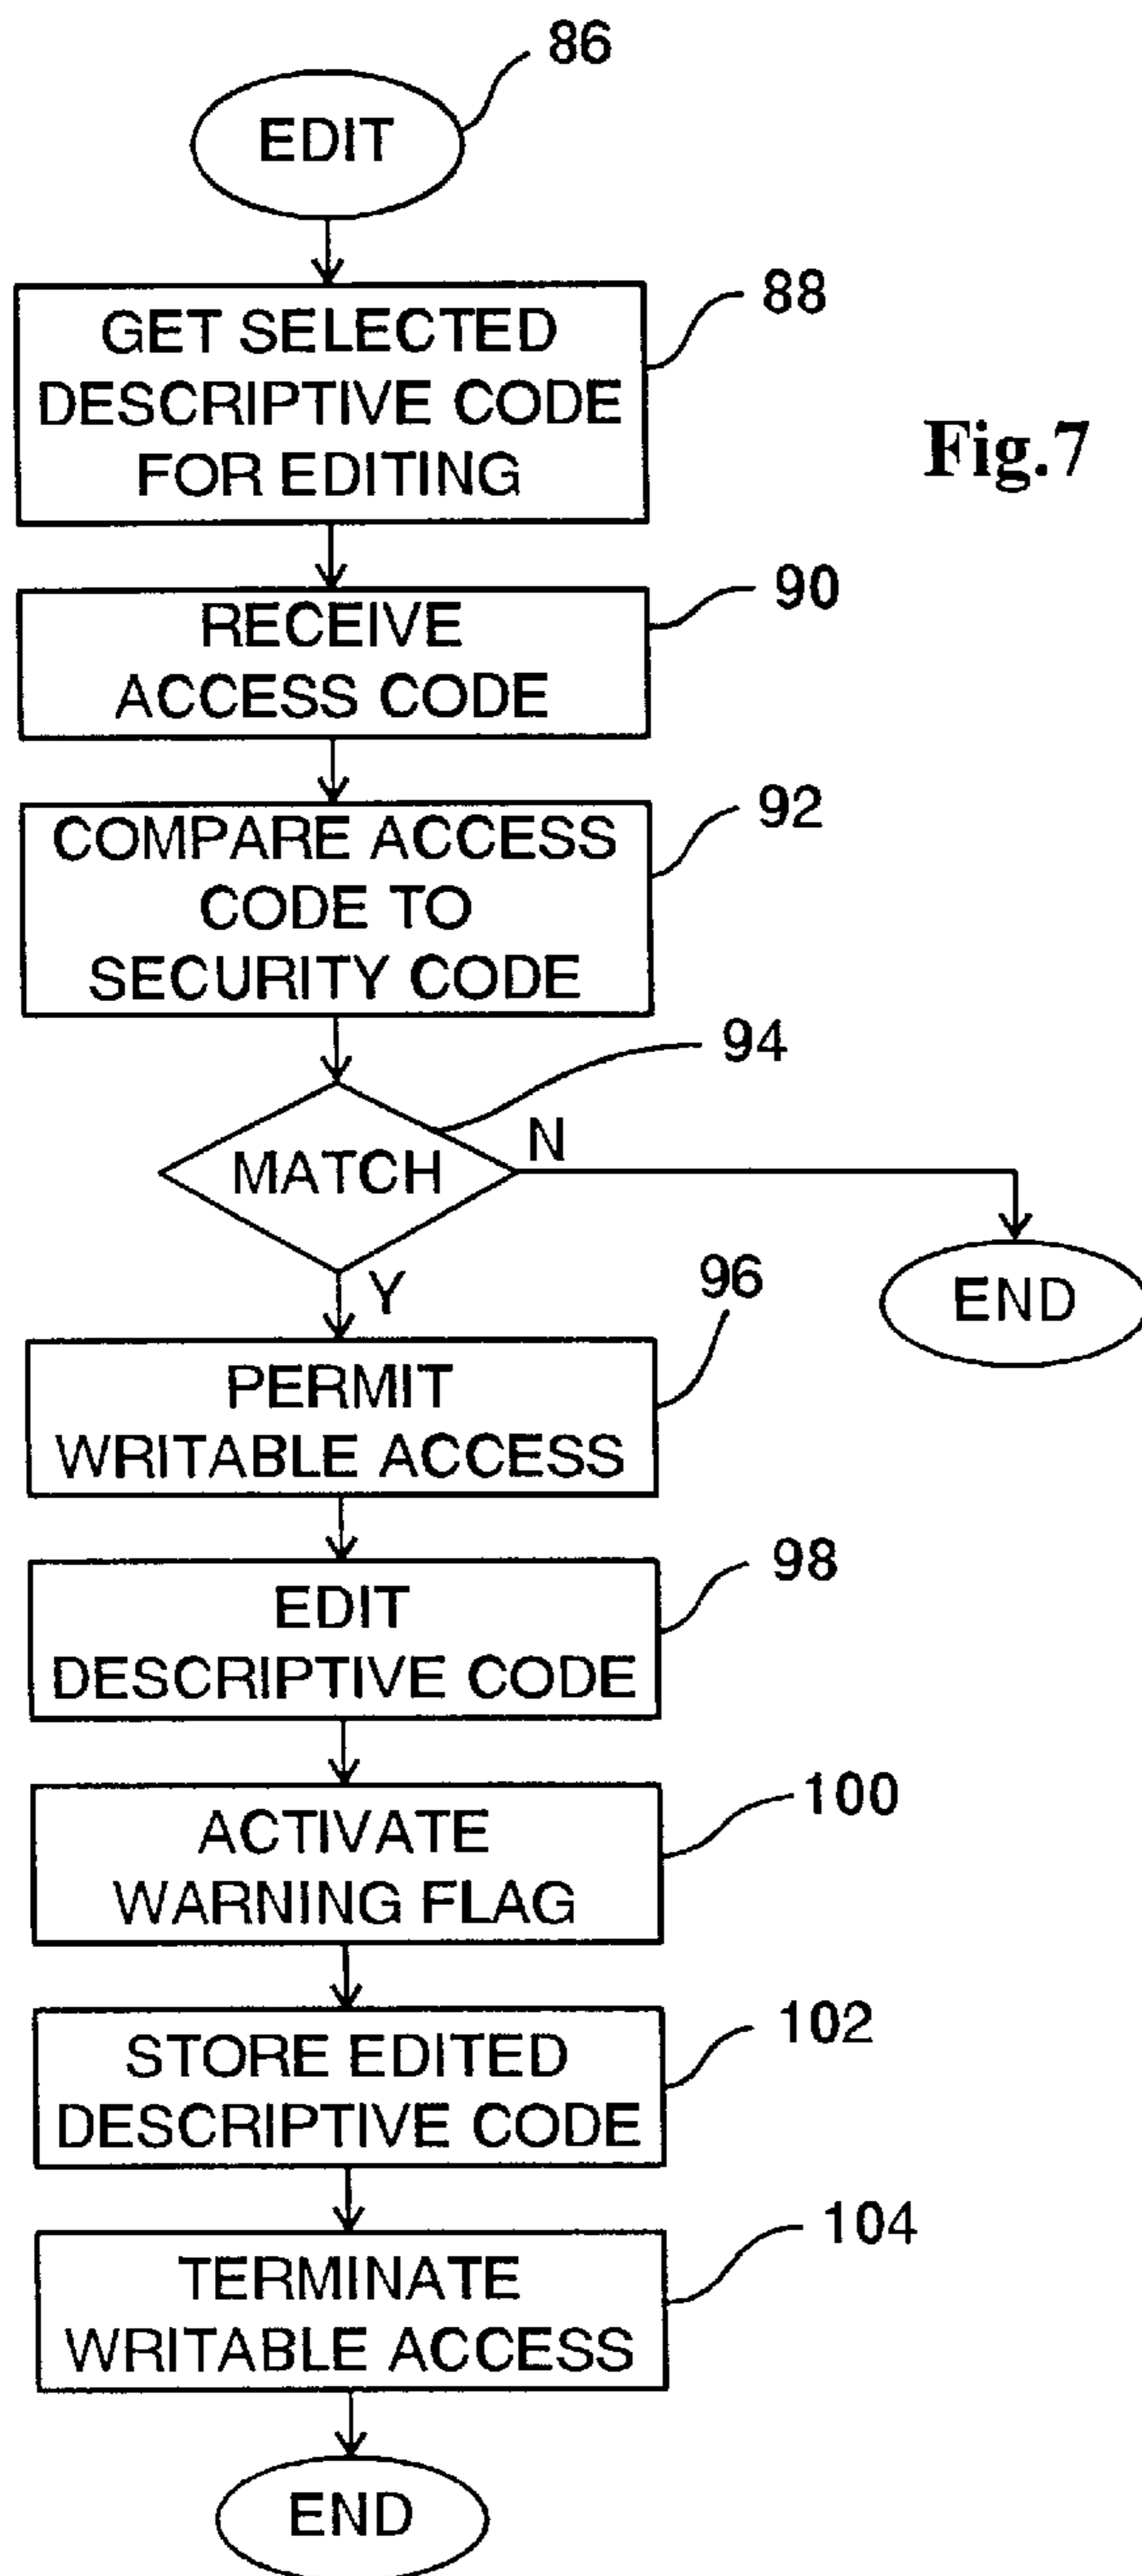 86
EDIT
88
GET SELECTED
DESCRIPTIVE CODE
FOR EDITING
Fig.7
90
RECEIVE
ACCESS CODE
92
COMPARE ACCESS
CODE TO
SECURITY CODE
94
MATCH
N
END
Y
96
PERMIT
WRITABLE ACCESS
98
EDIT
DESCRIPTIVE CODE
100
ACTIVATE
WARNING FLAG
102
STORE EDITED
DESCRIPTIVE CODE
104
TERMINATE
WRITABLE ACCESS
END